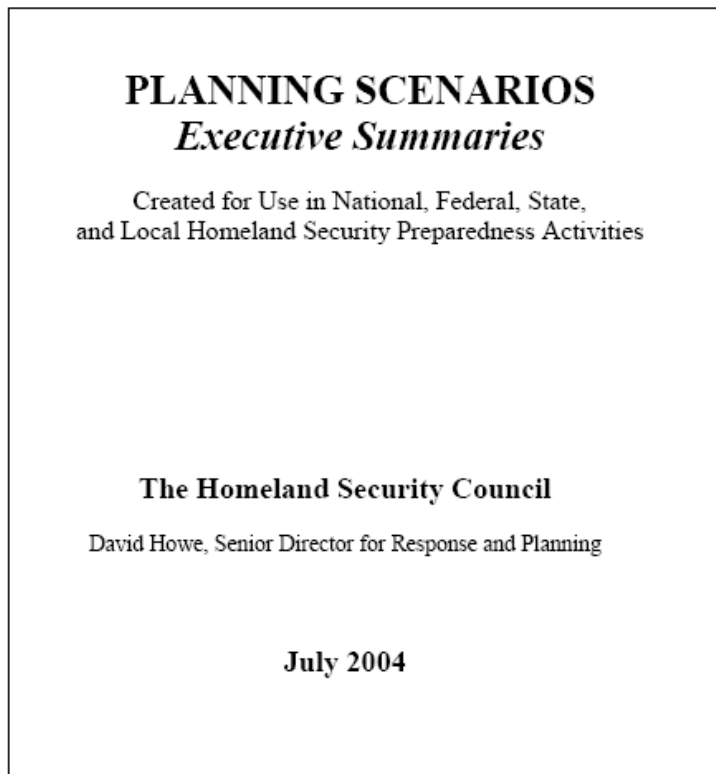 PLANNING SCENARIOS
Executive Summaries
Created for Use in National, Federal, State,
and Local Homeland Security Preparedness Activities
The Homeland Security Council
David Howe, Senior Director for Response and Planning
July 2004